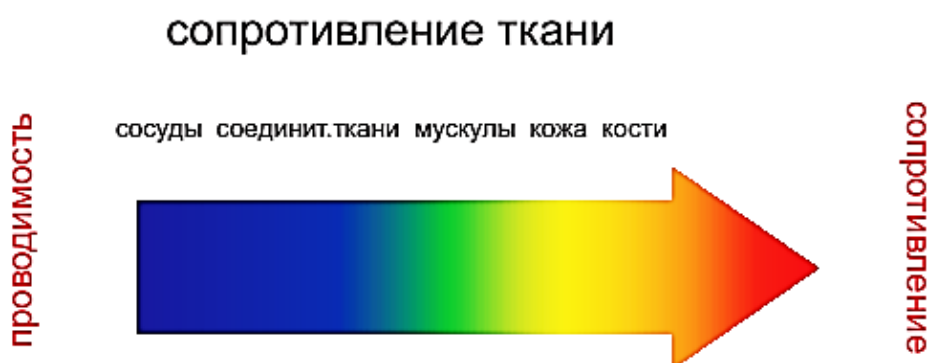 сопротивление ткани
сосуды соединит.ткани мускулы кожа кости
проводимость
сопротивление